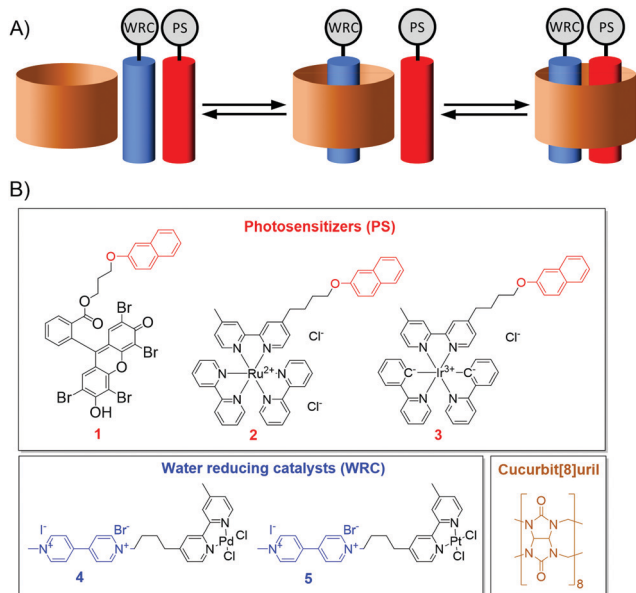 A)
WRC PS WRC PS WRC PS
B)
Photosensitizers (PS)
O
O
O
O
Br
O
Br
Br
Br
OH
1
O
N
N
N
N
N
N
Ru2+
Cl-
Cl-
2
O
N
N
C-
C-
N
N
Ir3+
Cl-
3
Water reducing catalysts (WRC)
I-
N+
Br-
N+
N
N
Pd
Cl
Cl
4
I-
N+
Br-
N+
N
N
Pt
Cl
Cl
5
Cucurbit[8]uril
O
N N
N N
O
8